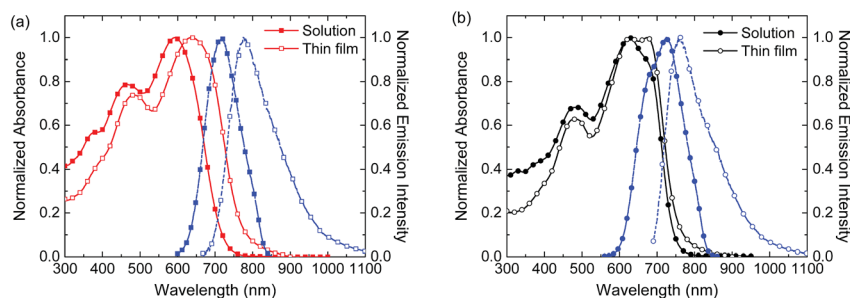 (a)
Normalized Absorbance
1.0
0.8
0.6
0.4
0.2
0.0
Solution
Thin film
1.0
0.8
0.6
0.4
0.2
0.0
Normalized Emission Intensity
300 400 500 600 700 800 900 1000 1100
Wavelength (nm)
(b)
Normalized Absorbance
1.0
0.8
0.6
0.4
0.2
0.0
Solution
Thin film
1.0
0.8
0.6
0.4
0.2
0.0
Normalized Emission Intensity
300 400 500 600 700 800 900 1000 1100
Wavelength (nm)